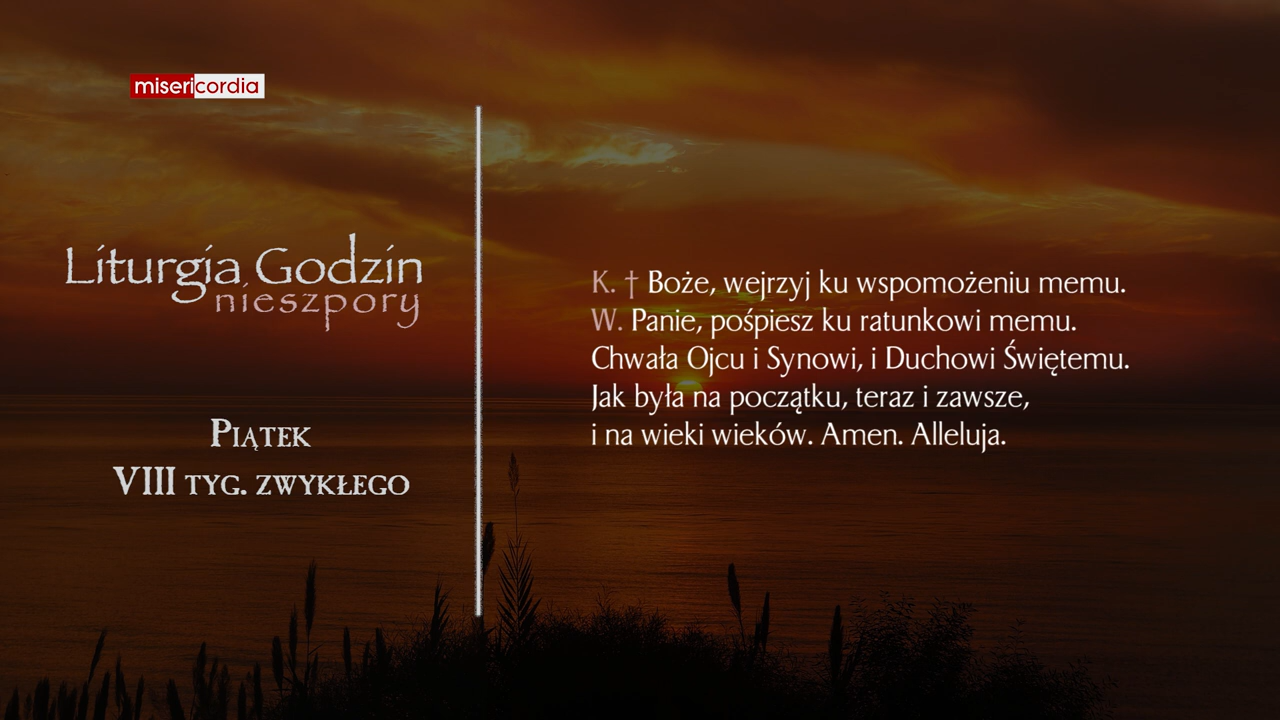 misericordia
Liturgia Godzin
nieszpory
Piątek
VIII tyg. zwykłego
K. † Boże, wejrzyj ku wspomożeniu memu.
W. Panie, pośpiesz ku ratunkowi memu.
Chwała Ojcu i Synowi, i Duchowi Świętemu.
Jak była na początku, teraz i zawsze,
i na wieki wieków. Amen. Alleluja.